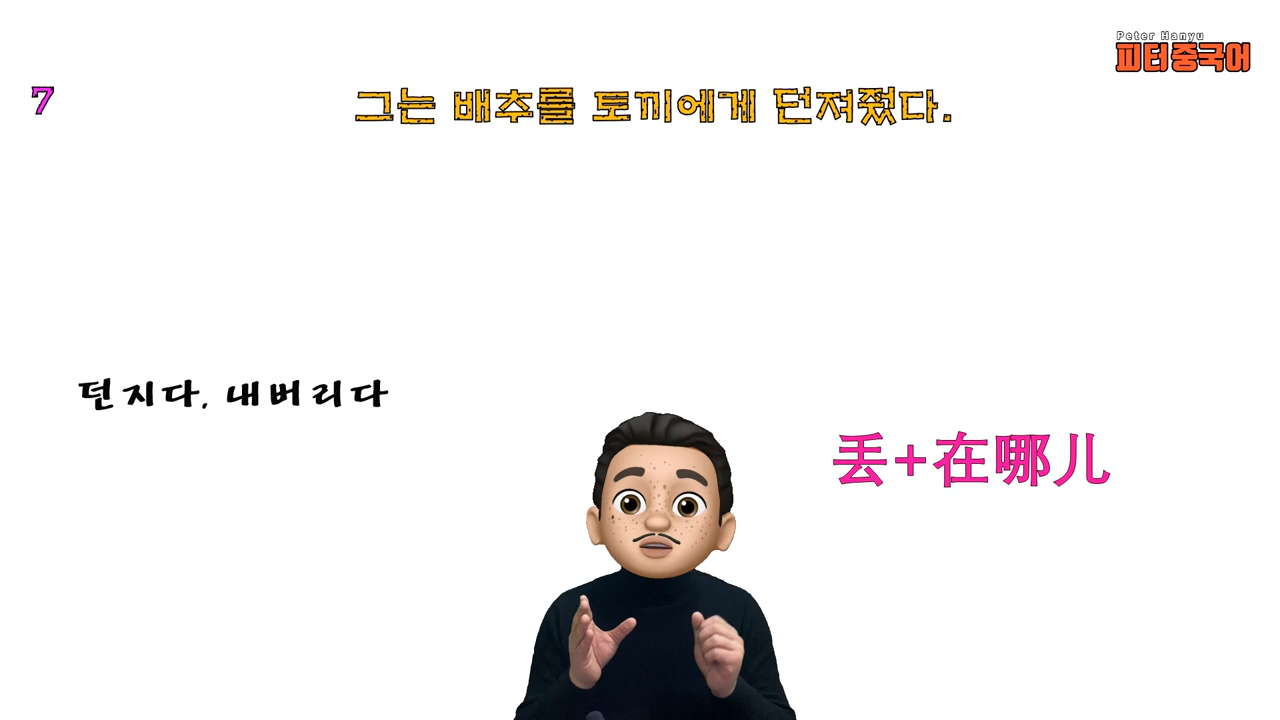 Peter Hanyu
피터 중국어
7
그는 배추를 토끼에게 던져줬다.
던지다, 내버리다
丢+在哪儿